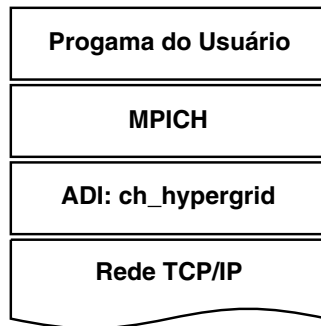 Progama do Usuário
MPICH
ADI: ch_hypergrid
Rede TCP/IP